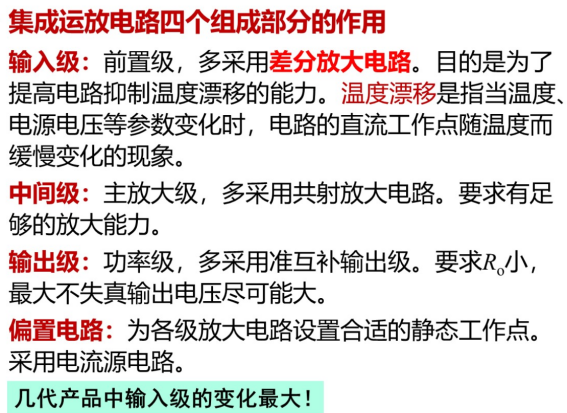 集成运放电路四个组成部分的作用
输入级：前置级，多采用差分放大电路。目的是为了
提高电路抑制温度漂移的能力。温度漂移是指当温度、
电源电压等参数变化时，电路的直流工作点随温度而
缓慢变化的现象。
中间级：主放大级，多采用共射放大电路。要求有足
够的放大能力。
输出级：功率级，多采用准互补输出级。要求Ro小，
最大不失真输出电压尽可能大。
偏置电路：为各级放大电路设置合适的静态工作点。
采用电流源电路。
几代产品中输入级的变化最大！